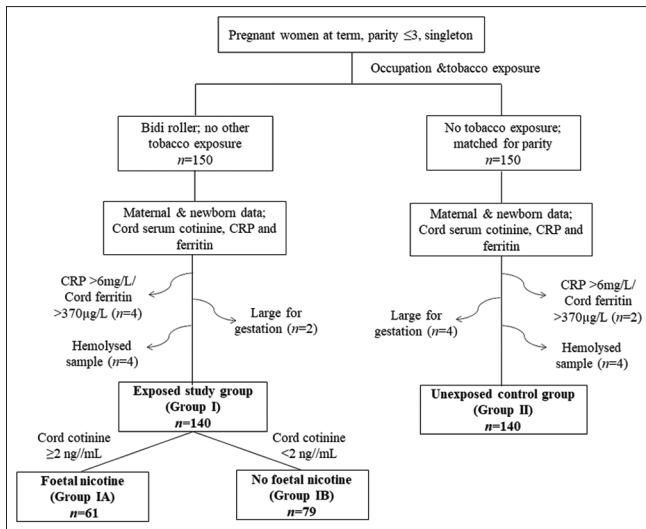 Pregnant women at term, parity ≤3, singleton
Occupation &tobacco exposure
Bidi roller; no other
tobacco exposure
n=150
No tobacco exposure;
matched for parity
n=150
Maternal & newborn data;
Cord serum cotinine, CRP and
ferritin
Maternal & newborn data;
Cord serum cotinine, CRP and
ferritin
CRP >6mg/L/
Cord ferritin
>370µg/L (n=4)
Large for
gestation (n=2)
Hemolysed
sample (n=4)
CRP >6mg/L/
Cord ferritin
>370µg/L (n=2)
Large for
gestation (n=4)
Hemolysed
sample (n=4)
Exposed study group
(Group I)
n=140
Unexposed control group
(Group II)
n=140
Cord cotinine
≥2 ng//mL
Cord cotinine
<2 ng//mL
Foetal nicotine
(Group IA)
n=61
No foetal nicotine
(Group IB)
n=79